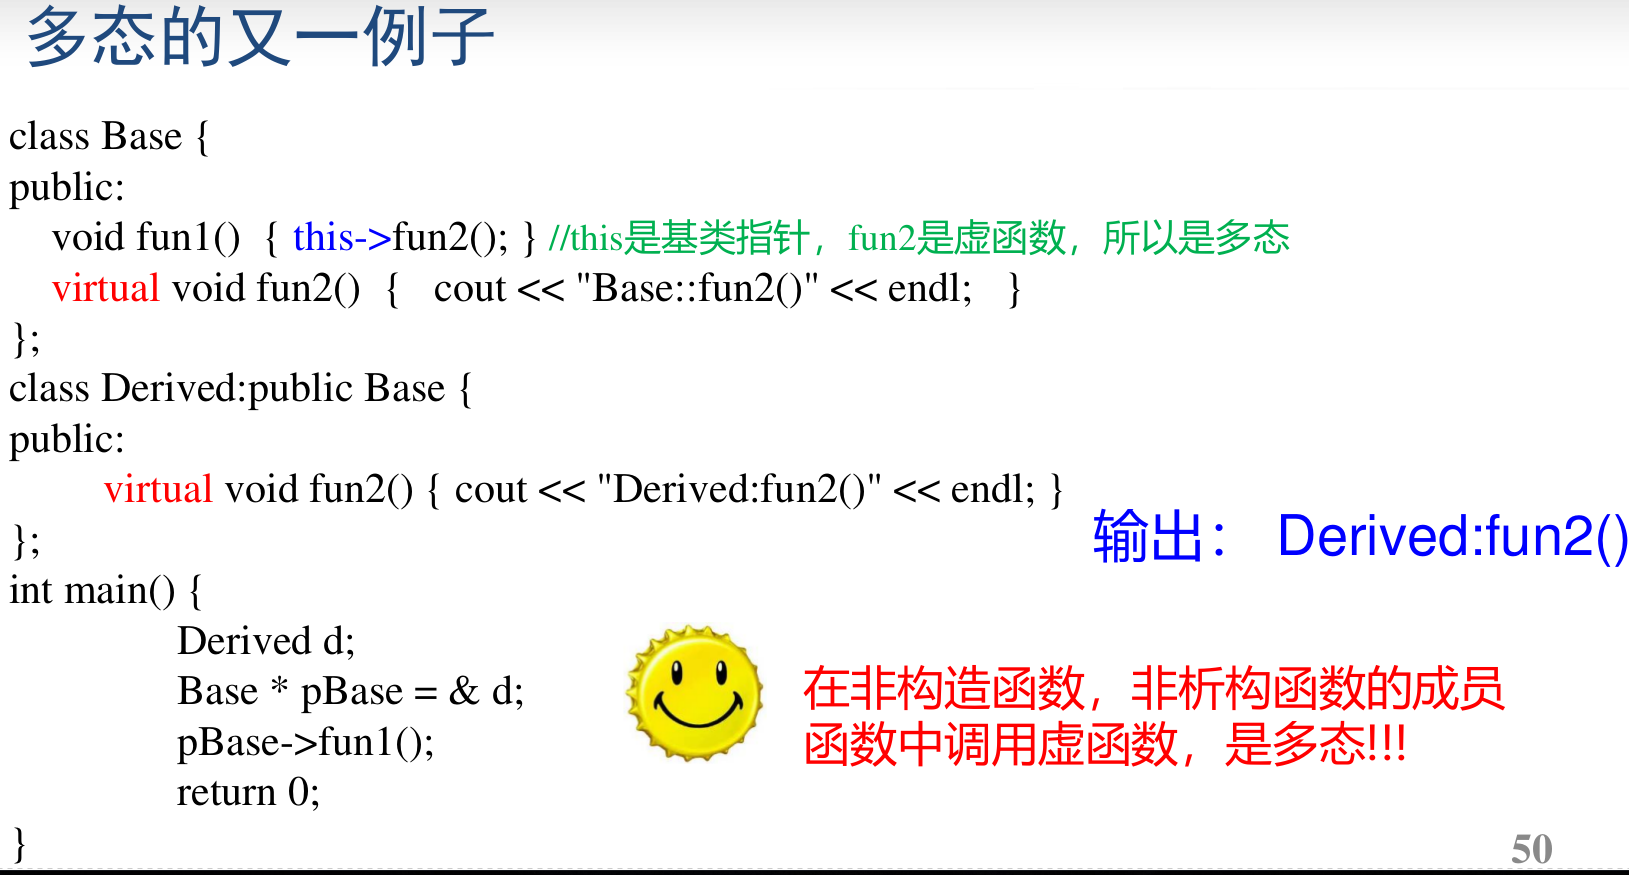 多态的又一例子
class Base {
public:
void fun1() { this->fun2(); } //this是基类指针，fun2是虚函数，所以是多态
virtual void fun2() { cout << "Base::fun2()" << endl; }
};
class Derived:public Base {
public:
virtual void fun2() { cout << "Derived:fun2()" << endl; }
};
输出： Derived:fun2()
int main() {
Derived d;
Base * pBase = & d;
pBase->fun1();
return 0;
}
在非构造函数，非析构函数的成员
函数中调用虚函数，是多态!!!
50